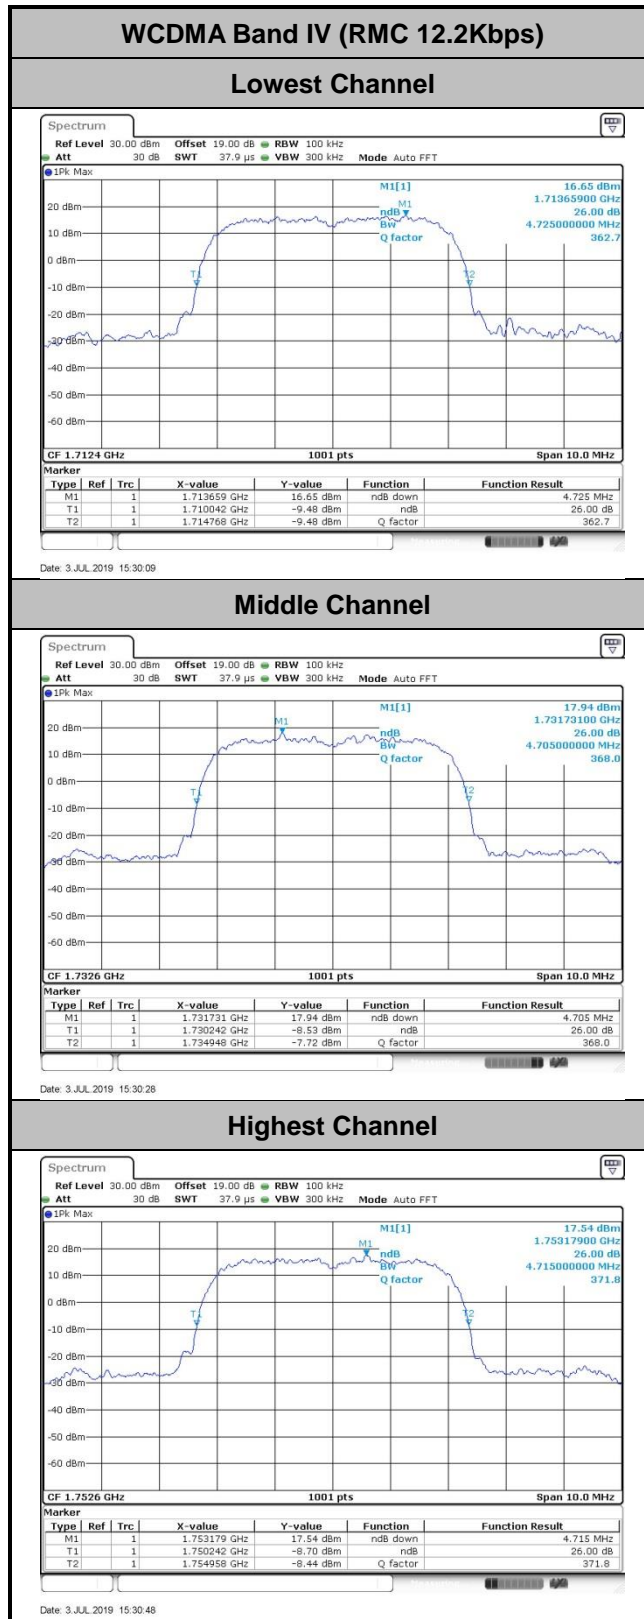 WCDMA Band IV (RMC 12.2Kbps)
Lowest Channel
Spectrum
Ref Level 30.00 dBm Offset 19.00 dB RBW 100 kHz
Att 30 dB SWT 37.9 µs VBW 300 kHz Mode Auto FFT
1Pk Max
M1[1] 16.65 dBm
1.71365900 GHz
ndB 26.00 dB
Bw 4.725000000 MHz
Q factor 362.7
M1
20 dBm
10 dBm
0 dBm
T1 T2
-10 dBm
-20 dBm
-30 dBm
-40 dBm
-50 dBm
-60 dBm
CF 1.7124 GHz 1001 pts Span 10.0 MHz
Marker
Type Ref Trc X-value Y-value Function Function Result
M1 1 1.713659 GHz 16.65 dBm ndB down 4.725 MHz
T1 1 1.710042 GHz -9.48 dBm ndB 26.00 dB
T2 1 1.714768 GHz -9.48 dBm Q factor 362.7
Date: 3.JUL.2019 15:30:09
Middle Channel
Spectrum
Ref Level 30.00 dBm Offset 19.00 dB RBW 100 kHz
Att 30 dB SWT 37.9 µs VBW 300 kHz Mode Auto FFT
1Pk Max
M1[1] 17.94 dBm
1.73173100 GHz
ndB 26.00 dB
Bw 4.705000000 MHz
Q factor 368.0
M1
20 dBm
10 dBm
0 dBm
T1 T2
-10 dBm
-20 dBm
-30 dBm
-40 dBm
-50 dBm
-60 dBm
CF 1.7326 GHz 1001 pts Span 10.0 MHz
Marker
Type Ref Trc X-value Y-value Function Function Result
M1 1 1.731731 GHz 17.94 dBm ndB down 4.705 MHz
T1 1 1.730242 GHz -8.53 dBm ndB 26.00 dB
T2 1 1.734948 GHz -7.72 dBm Q factor 368.0
Date: 3.JUL.2019 15:30:28
Highest Channel
Spectrum
Ref Level 30.00 dBm Offset 19.00 dB RBW 100 kHz
Att 30 dB SWT 37.9 µs VBW 300 kHz Mode Auto FFT
1Pk Max
M1[1] 17.54 dBm
1.75317900 GHz
ndB 26.00 dB
Bw 4.715000000 MHz
Q factor 371.8
M1
20 dBm
10 dBm
0 dBm
T1 T2
-10 dBm
-20 dBm
-30 dBm
-40 dBm
-50 dBm
-60 dBm
CF 1.7526 GHz 1001 pts Span 10.0 MHz
Marker
Type Ref Trc X-value Y-value Function Function Result
M1 1 1.753179 GHz 17.54 dBm ndB down 4.715 MHz
T1 1 1.750242 GHz -8.70 dBm ndB 26.00 dB
T2 1 1.754958 GHz -8.44 dBm Q factor 371.8
Date: 3.JUL.2019 15:30:48